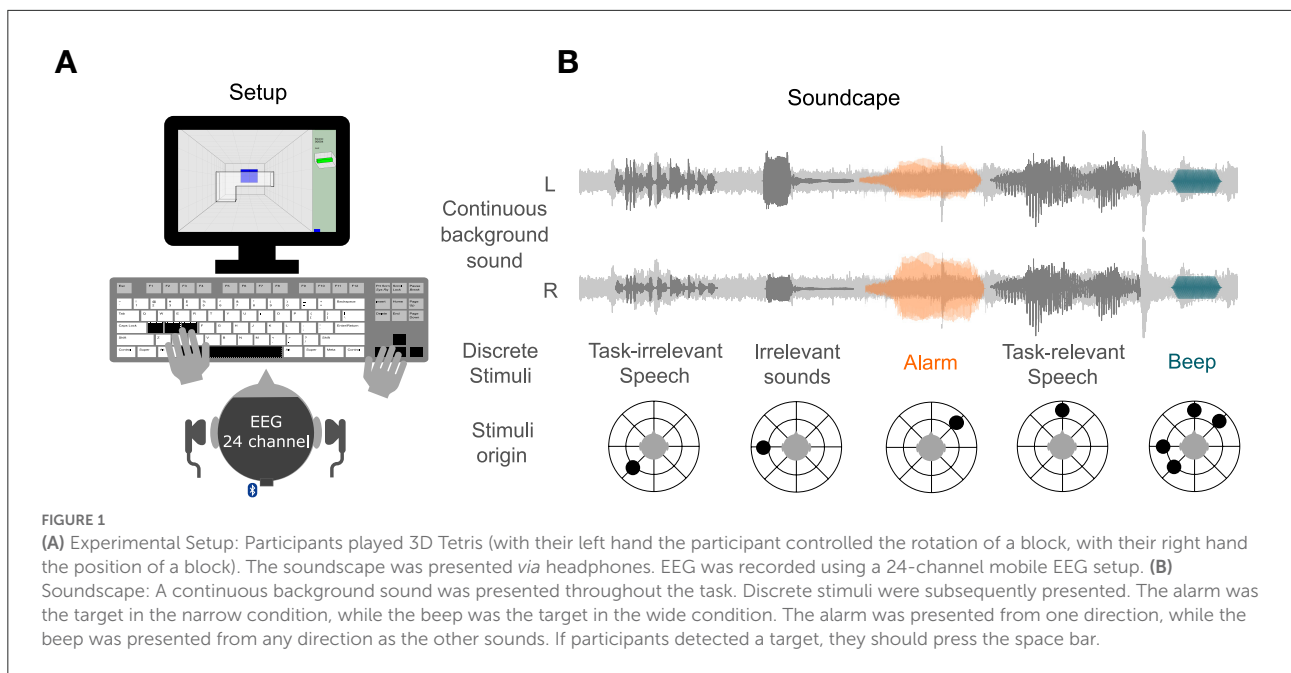 A
B
Setup
Soundscape
L
Continuous
background
sound
R
EEG
24 channel
Discrete
Stimuli
Task-irrelevant
Speech
Irrelevant
sounds
Alarm
Task-relevant
Speech
Beep
Stimuli
origin
FIGURE 1
(A) Experimental Setup: Participants played 3D Tetris (with their left hand the participant controlled the rotation of a block, with their right hand
the position of a block). The soundscape was presented via headphones. EEG was recorded using a 24-channel mobile EEG setup. (B)
Soundscape: A continuous background sound was presented throughout the task. Discrete stimuli were subsequently presented. The alarm was
the target in the narrow condition, while the beep was the target in the wide condition. The alarm was presented from one direction, while the
beep was presented from any direction as the other sounds. If participants detected a target, they should press the space bar.